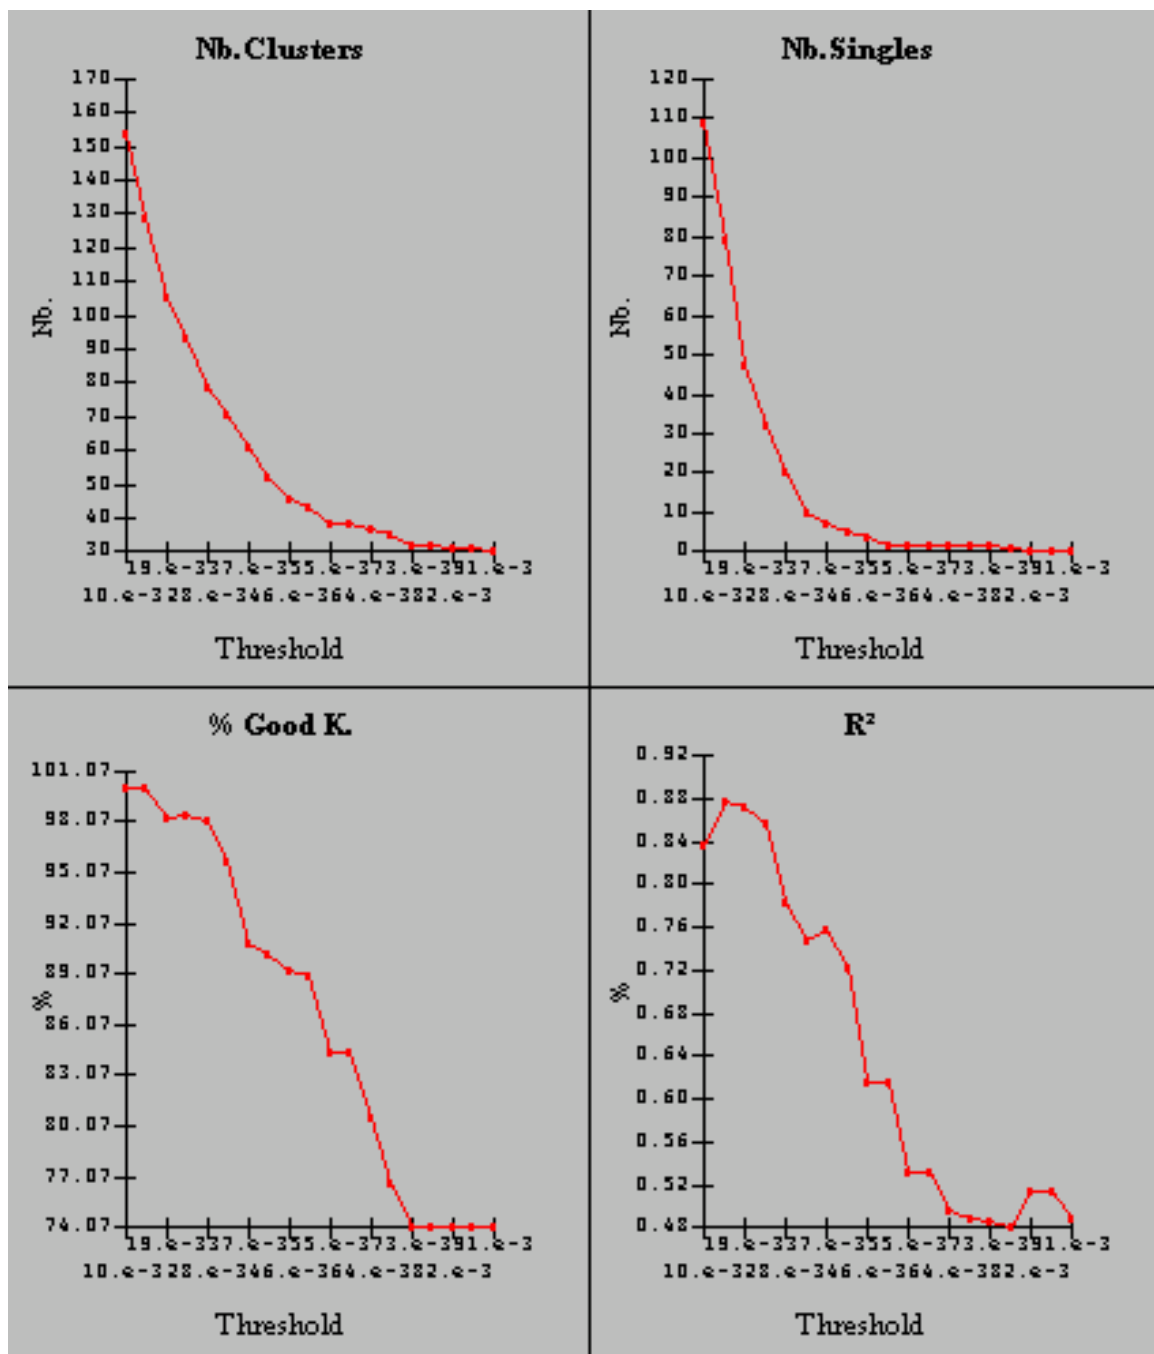 Nb.Clusters
170
160
150
140
130
120
110
100
90
80
70
60
50
40
30
Nb.
19.e-337.e-355.e-373.e-391.e-3
10.e-328.e-346.e-364.e-382.e-3
Threshold
Nb.Singles
120
110
100
90
80
70
60
50
40
30
20
10
0
Nb.
19.e-337.e-355.e-373.e-391.e-3
10.e-328.e-346.e-364.e-382.e-3
Threshold
% Good K.
101.07
98.07
95.07
92.07
89.07
86.07
83.07
80.07
77.07
74.07
%
19.e-337.e-355.e-373.e-391.e-3
10.e-328.e-346.e-364.e-382.e-3
Threshold
R²
0.92
0.88
0.84
0.80
0.76
0.72
0.68
0.64
0.60
0.56
0.52
0.48
%
19.e-337.e-355.e-373.e-391.e-3
10.e-328.e-346.e-364.e-382.e-3
Threshold